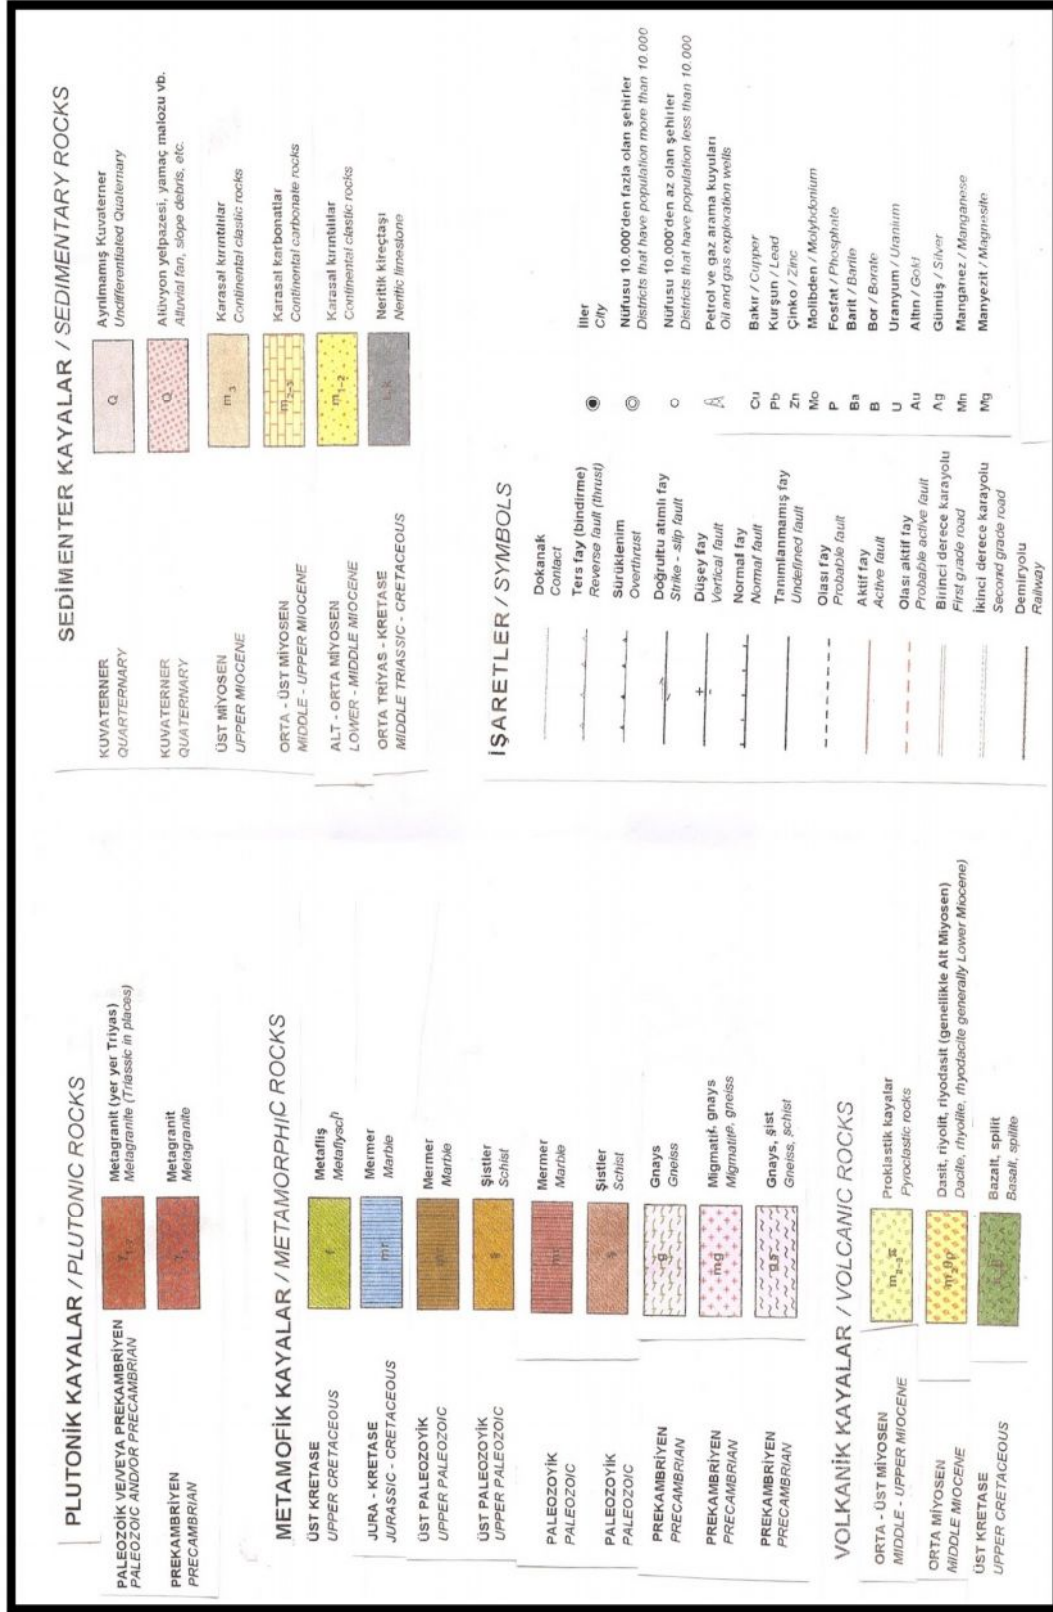 PLUTONİK KAYALAR / PLUTONIC ROCKS
PALEOZOİK VE/VEYA PREKAMBRİYEN
PALEOZOIC AND/OR PRECAMBRIAN
Metagranit (yer yer Triyas)
Metagranite (Triassic in places)
PREKAMBRİYEN
PRECAMBRIAN
Metagranit
Metagranite
METAMOFİK KAYALAR / METAMORPHIC ROCKS
ÜST KRETASE
UPPER CRETACEOUS
f
Metafliş
Metaflysch
JURA - KRETASE
JURASSIC - CRETACEOUS
mr
Mermer
Marble
ÜST PALEOZOYİK
UPPER PALEOZOIC
mr
Mermer
Marble
ÜST PALEOZOYİK
UPPER PALEOZOIC
ş
Şistler
Schist
PALEOZOYİK
PALEOZOIC
mr
Mermer
Marble
PALEOZOYİK
PALEOZOIC
ş
Şistler
Schist
PREKAMBRİYEN
PRECAMBRIAN
g
Gnays
Gneiss
PREKAMBRİYEN
PRECAMBRIAN
mg
Migmatit, gnays
Migmatite, gneiss
PREKAMBRİYEN
PRECAMBRIAN
gş
Gnays, şist
Gneiss, schist
VOLKANİK KAYALAR / VOLCANIC ROCKS
ORTA - ÜST MİYOSEN
MIDDLE - UPPER MIOCENE
Proklastik kayalar
Pyroclastic rocks
ORTA MİYOSEN
MIDDLE MIOCENE
Dasit, riyolit, riyodasit (genellikle Alt Miyosen)
Dacite, rhyolite, rhyodacite generally Lower Miocene)
ÜST KRETASE
UPPER CRETACEOUS
Bazalt, spilit
Basalt, spilite
SEDİMENTER KAYALAR / SEDIMENTARY ROCKS
KUVATERNER
QUARTERNARY
Q
Ayrılmamış Kuvaterner
Undifferentiated Quaternary
KUVATERNER
QUATERNARY
Q
Alüvyon yelpazesi, yamaç malozu vb.
Alluvial fan, slope debris, etc.
ÜST MİYOSEN
UPPER MIOCENE
m3
Karasal kırıntılılar
Continental clastic rocks
ORTA - ÜST MİYOSEN
MIDDLE - UPPER MIOCENE
m2-3
Karasal karbonatlar
Continental carbonate rocks
ALT - ORTA MİYOSEN
LOWER - MIDDLE MIOCENE
m1-2
Karasal kırıntılılar
Continental clastic rocks
ORTA TRİYAS - KRETASE
MIDDLE TRIASSIC - CRETACEOUS
Neritik kireçtaşı
Neritic limestone
İŞARETLER / SYMBOLS
Dokanak
Contact
Ters fay (bindirme)
Reverse fault (thrust)
Sürüklenim
Overthrust
Doğrultu atımlı fay
Strike - slip fault
Düşey fay
Vertical fault
Normal fay
Normal fault
Tanımlanmamış fay
Undefined fault
Olası fay
Probable fault
Aktif fay
Active fault
Olası aktif fay
Probable active fault
Birinci derece karayolu
First grade road
İkinci derece karayolu
Second grade road
Demiryolu
Railway
İller
City
Nüfusu 10.000'den fazla olan şehirler
Districts that have population more than 10.000
Nüfusu 10.000'den az olan şehirler
Districts that have population less than 10.000
Petrol ve gaz arama kuyuları
Oil and gas exploration wells
Cu Bakır / Cupper
Pb Kurşun / Lead
Zn Çinko / Zinc
Mo Molibden / Molybdonium
P Fosfat / Phosphate
Ba Barit / Barite
B Bor / Borate
U Uranyum / Uranium
Au Altın / Gold
Ag Gümüş / Silver
Mn Manganez / Manganese
Mg Manyezit / Magnesite